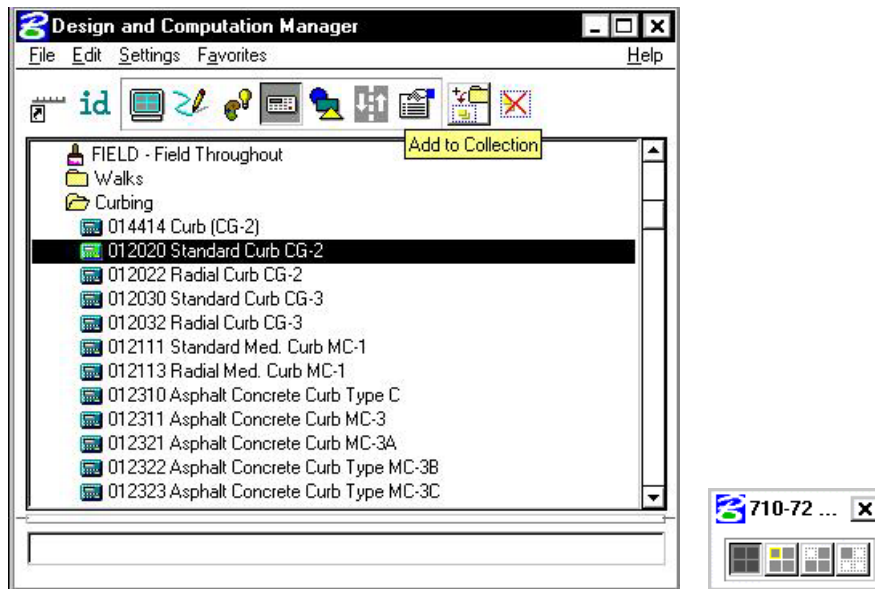 Design and Computation Manager
File Edit Settings Favorites Help
id
Add to Collection
FIELD - Field Throughout
Walks
Curbing
014414 Curb (CG-2)
012020 Standard Curb CG-2
012022 Radial Curb CG-2
012030 Standard Curb CG-3
012032 Radial Curb CG-3
012111 Standard Med. Curb MC-1
012113 Radial Med. Curb MC-1
012310 Asphalt Concrete Curb Type C
012311 Asphalt Concrete Curb MC-3
012321 Asphalt Concrete Curb MC-3A
012322 Asphalt Concrete Curb Type MC-3B
012323 Asphalt Concrete Curb Type MC-3C
710-72 ...